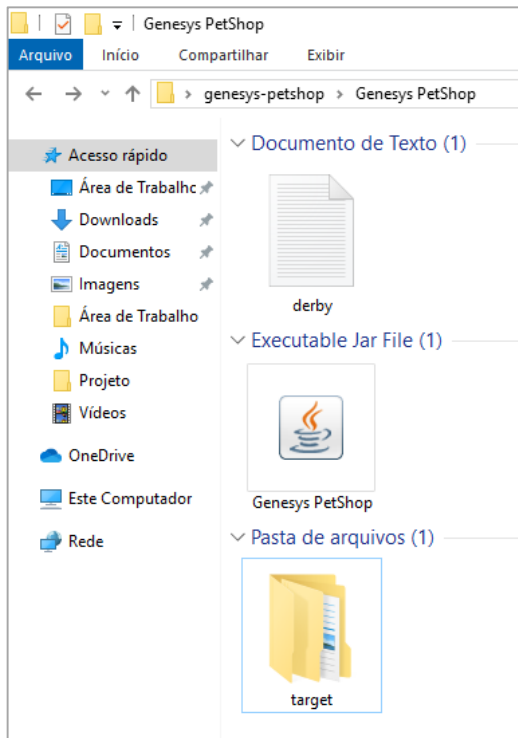 Genesys PetShop
Arquivo Início Compartilhar Exibir
genesys-petshop Genesys PetShop
Acesso rápido
Área de Trabalhc
Downloads
Documentos
Imagens
Área de Trabalho
Músicas
Projeto
Vídeos
OneDrive
Este Computador
Rede
Documento de Texto (1)
derby
Executable Jar File (1)
Genesys PetShop
Pasta de arquivos (1)
target